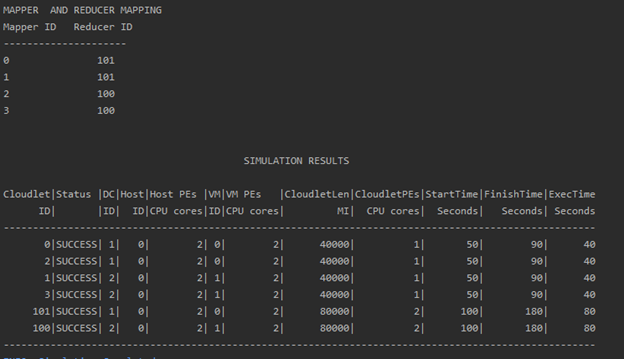 MAPPER  AND REDUCER MAPPING
Mapper ID   Reducer ID
---------------------
0               101
1               101
2               100
3               100
SIMULATION RESULTS
Cloudlet|Status |DC|Host|Host PEs |VM|VM PEs   |CloudletLen|CloudletPEs|StartTime|FinishTime|ExecTime
      ID|       |ID|  ID|CPU cores|ID|CPU cores|         MI|  CPU cores|  Seconds|   Seconds| Seconds
-----------------------------------------------------------------------------------------------------
       0|SUCCESS| 1|   0|        2| 0|        2|      40000|          1|       50|        90|      40
       2|SUCCESS| 1|   0|        2| 0|        2|      40000|          1|       50|        90|      40
       1|SUCCESS| 2|   0|        2| 1|        2|      40000|          1|       50|        90|      40
       3|SUCCESS| 2|   0|        2| 1|        2|      40000|          1|       50|        90|      40
     101|SUCCESS| 1|   0|        2| 0|        2|      80000|          2|      100|       180|      80
     100|SUCCESS| 2|   0|        2| 1|        2|      80000|          2|      100|       180|      80
-----------------------------------------------------------------------------------------------------